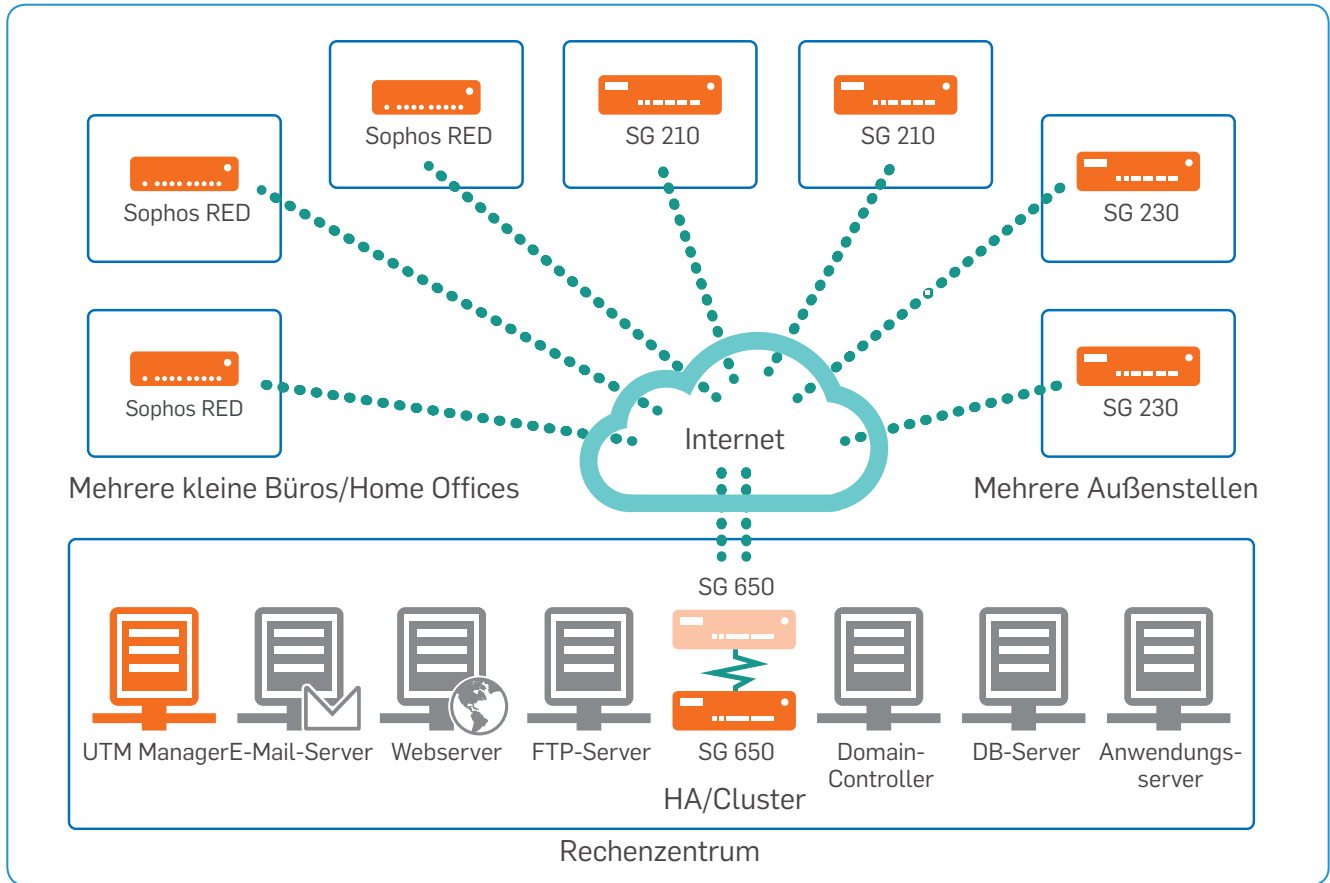 Sophos RED
SG 210
SG 210
Sophos RED
SG 230
Sophos RED
SG 230
Internet
Mehrere kleine Büros/Home Offices
Mehrere Außenstellen
SG 650
UTM Manager
E-Mail-Server
Webserver
FTP-Server
SG 650
Domain-
Controller
DB-Server
Anwendungs-
server
HA/Cluster
Rechenzentrum